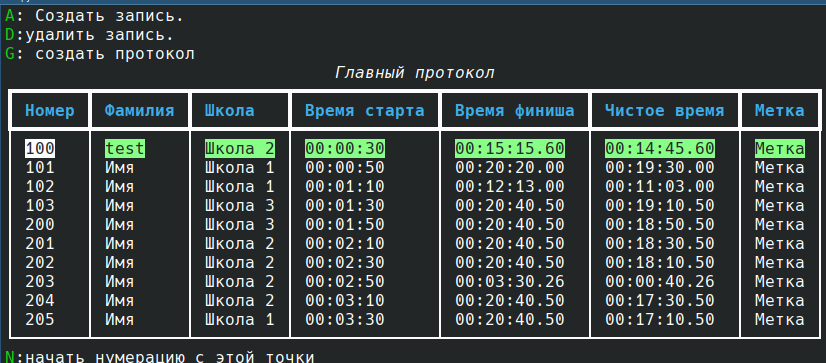 A: Создать запись.
D:удалить запись.
G: создать протокол
Главный протокол
Номер Фамилия Школа Время старта Время финиша Чистое время Метка
100 test Школа 2 00:00:30 00:15:15.60 00:14:45.60 Метка
101 Имя Школа 1 00:00:50 00:20:20.00 00:19:30.00 Метка
102 Имя Школа 1 00:01:10 00:12:13.00 00:11:03.00 Метка
103 Имя Школа 3 00:01:30 00:20:40.50 00:19:10.50 Метка
200 Имя Школа 3 00:01:50 00:20:40.50 00:18:50.50 Метка
201 Имя Школа 2 00:02:10 00:20:40.50 00:18:30.50 Метка
202 Имя Школа 2 00:02:30 00:20:40.50 00:18:10.50 Метка
203 Имя Школа 2 00:02:50 00:03:30.26 00:00:40.26 Метка
204 Имя Школа 2 00:03:10 00:20:40.50 00:17:30.50 Метка
205 Имя Школа 1 00:03:30 00:20:40.50 00:17:10.50 Метка
N:начать нумерацию с этой точки